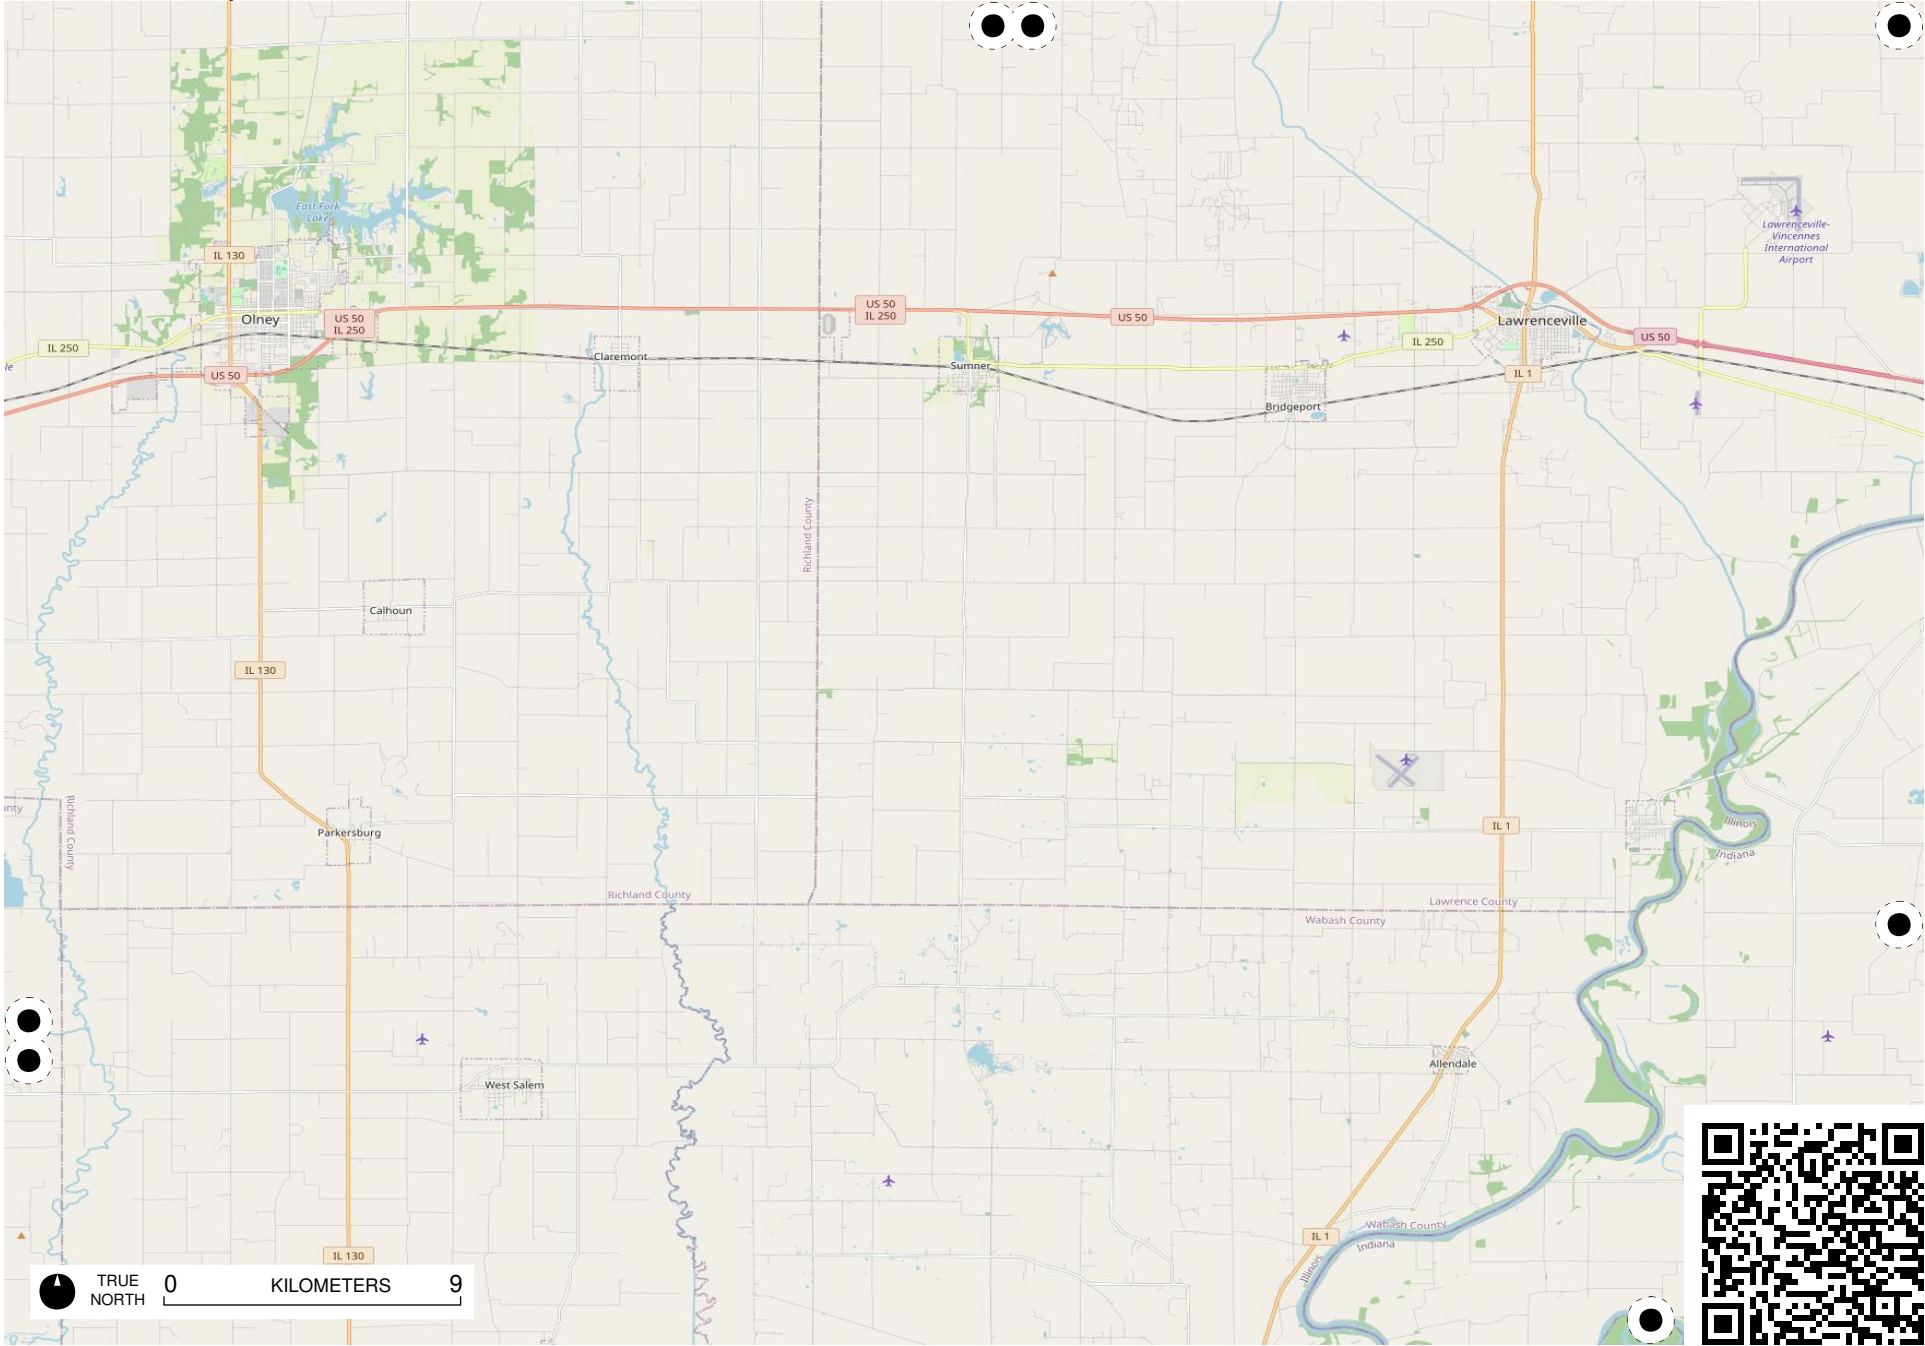 IL 130
East Fork
Lake
Lawrenceville-
Vincennes
International
Airport
Olney
US 50
IL 250
US 50
IL 250
US 50
Lawrenceville
US 50
IL 250
IL 250
Claremont
Sumner
IL 1
US 50
Bridgeport
Richland County
Calhoun
IL 130
Richland County
Parkersburg
IL 1
Illinois
Indiana
Richland County
Lawrence County
Wabash County
Allendale
West Salem
Wabash County
Indiana
Illinois
IL 1
IL 130
TRUE
NORTH
0 KILOMETERS 9